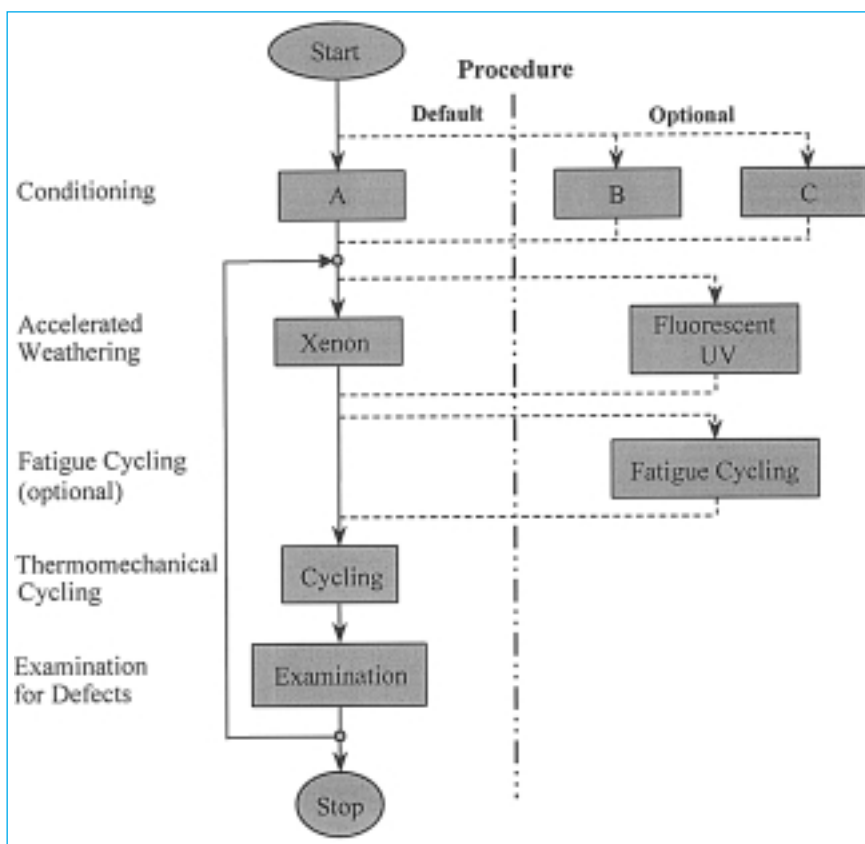 Start
Procedure
Default
Optional
Conditioning
A
B
C
Accelerated
Weathering
Xenon
Fluorescent
UV
Fatigue Cycling
(optional)
Fatigue Cycling
Thermomechanical
Cycling
Cycling
Examination
for Defects
Examination
Stop